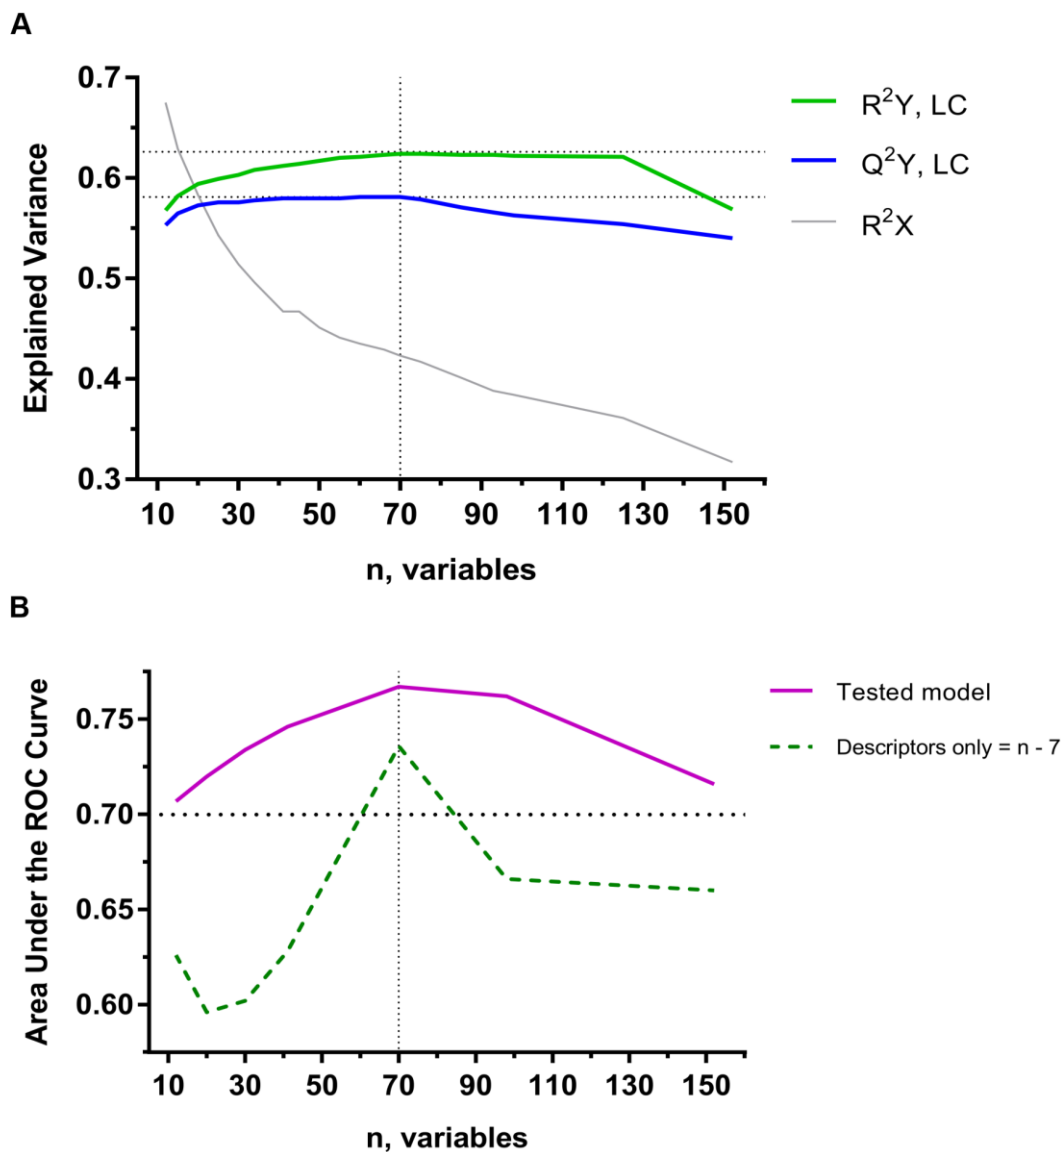 A
0.7
0.6
0.5
0.4
0.3
Explained Variance
10 30 50 70 90 110 130 150
n, variables
R²Y, LC
Q²Y, LC
R²X
B
0.75
0.70
0.65
0.60
Area Under the ROC Curve
10 30 50 70 90 110 130 150
n, variables
Tested model
Descriptors only = n - 7